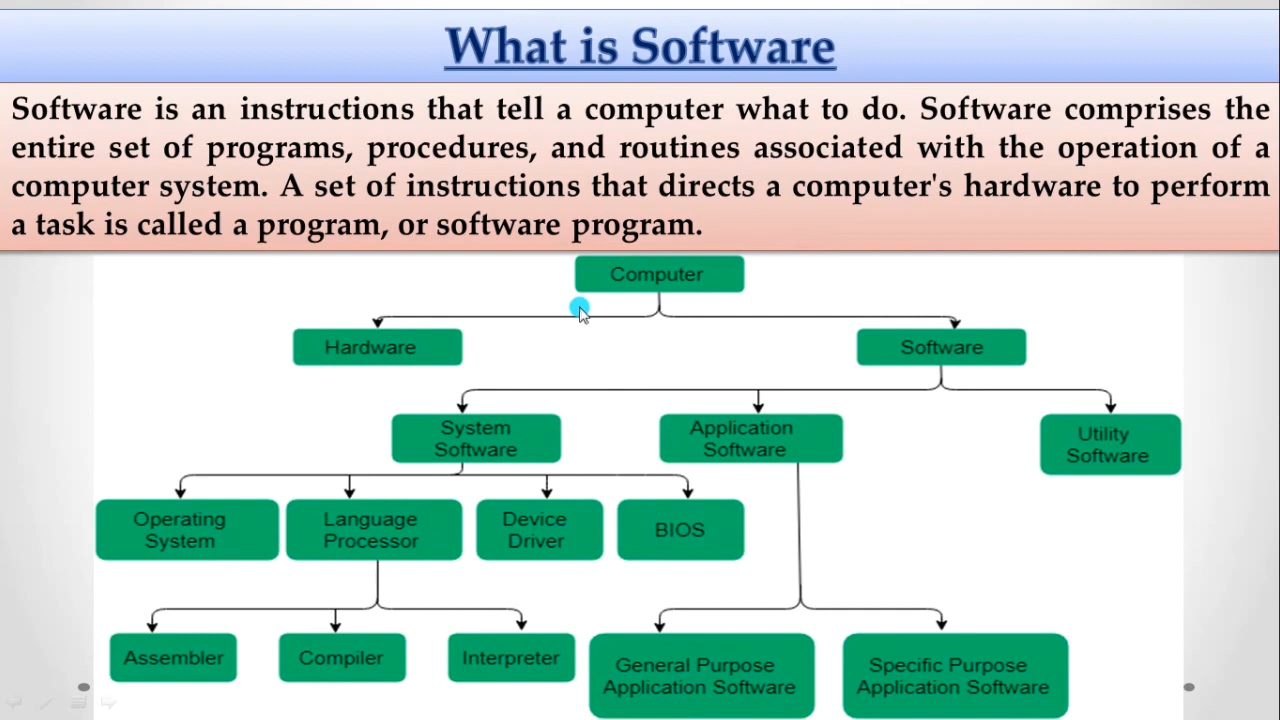 What is Software
Software is an instructions that tell a computer what to do. Software comprises the
entire set of programs, procedures, and routines associated with the operation of a
computer system. A set of instructions that directs a computer's hardware to perform
a task is called a program, or software program.
Computer
Hardware
Software
System
Software
Application
Software
Utility
Software
Operating
System
Language
Processor
Device
Driver
BIOS
Assembler
Compiler
Interpreter
General Purpose
Application Software
Specific Purpose
Application Software